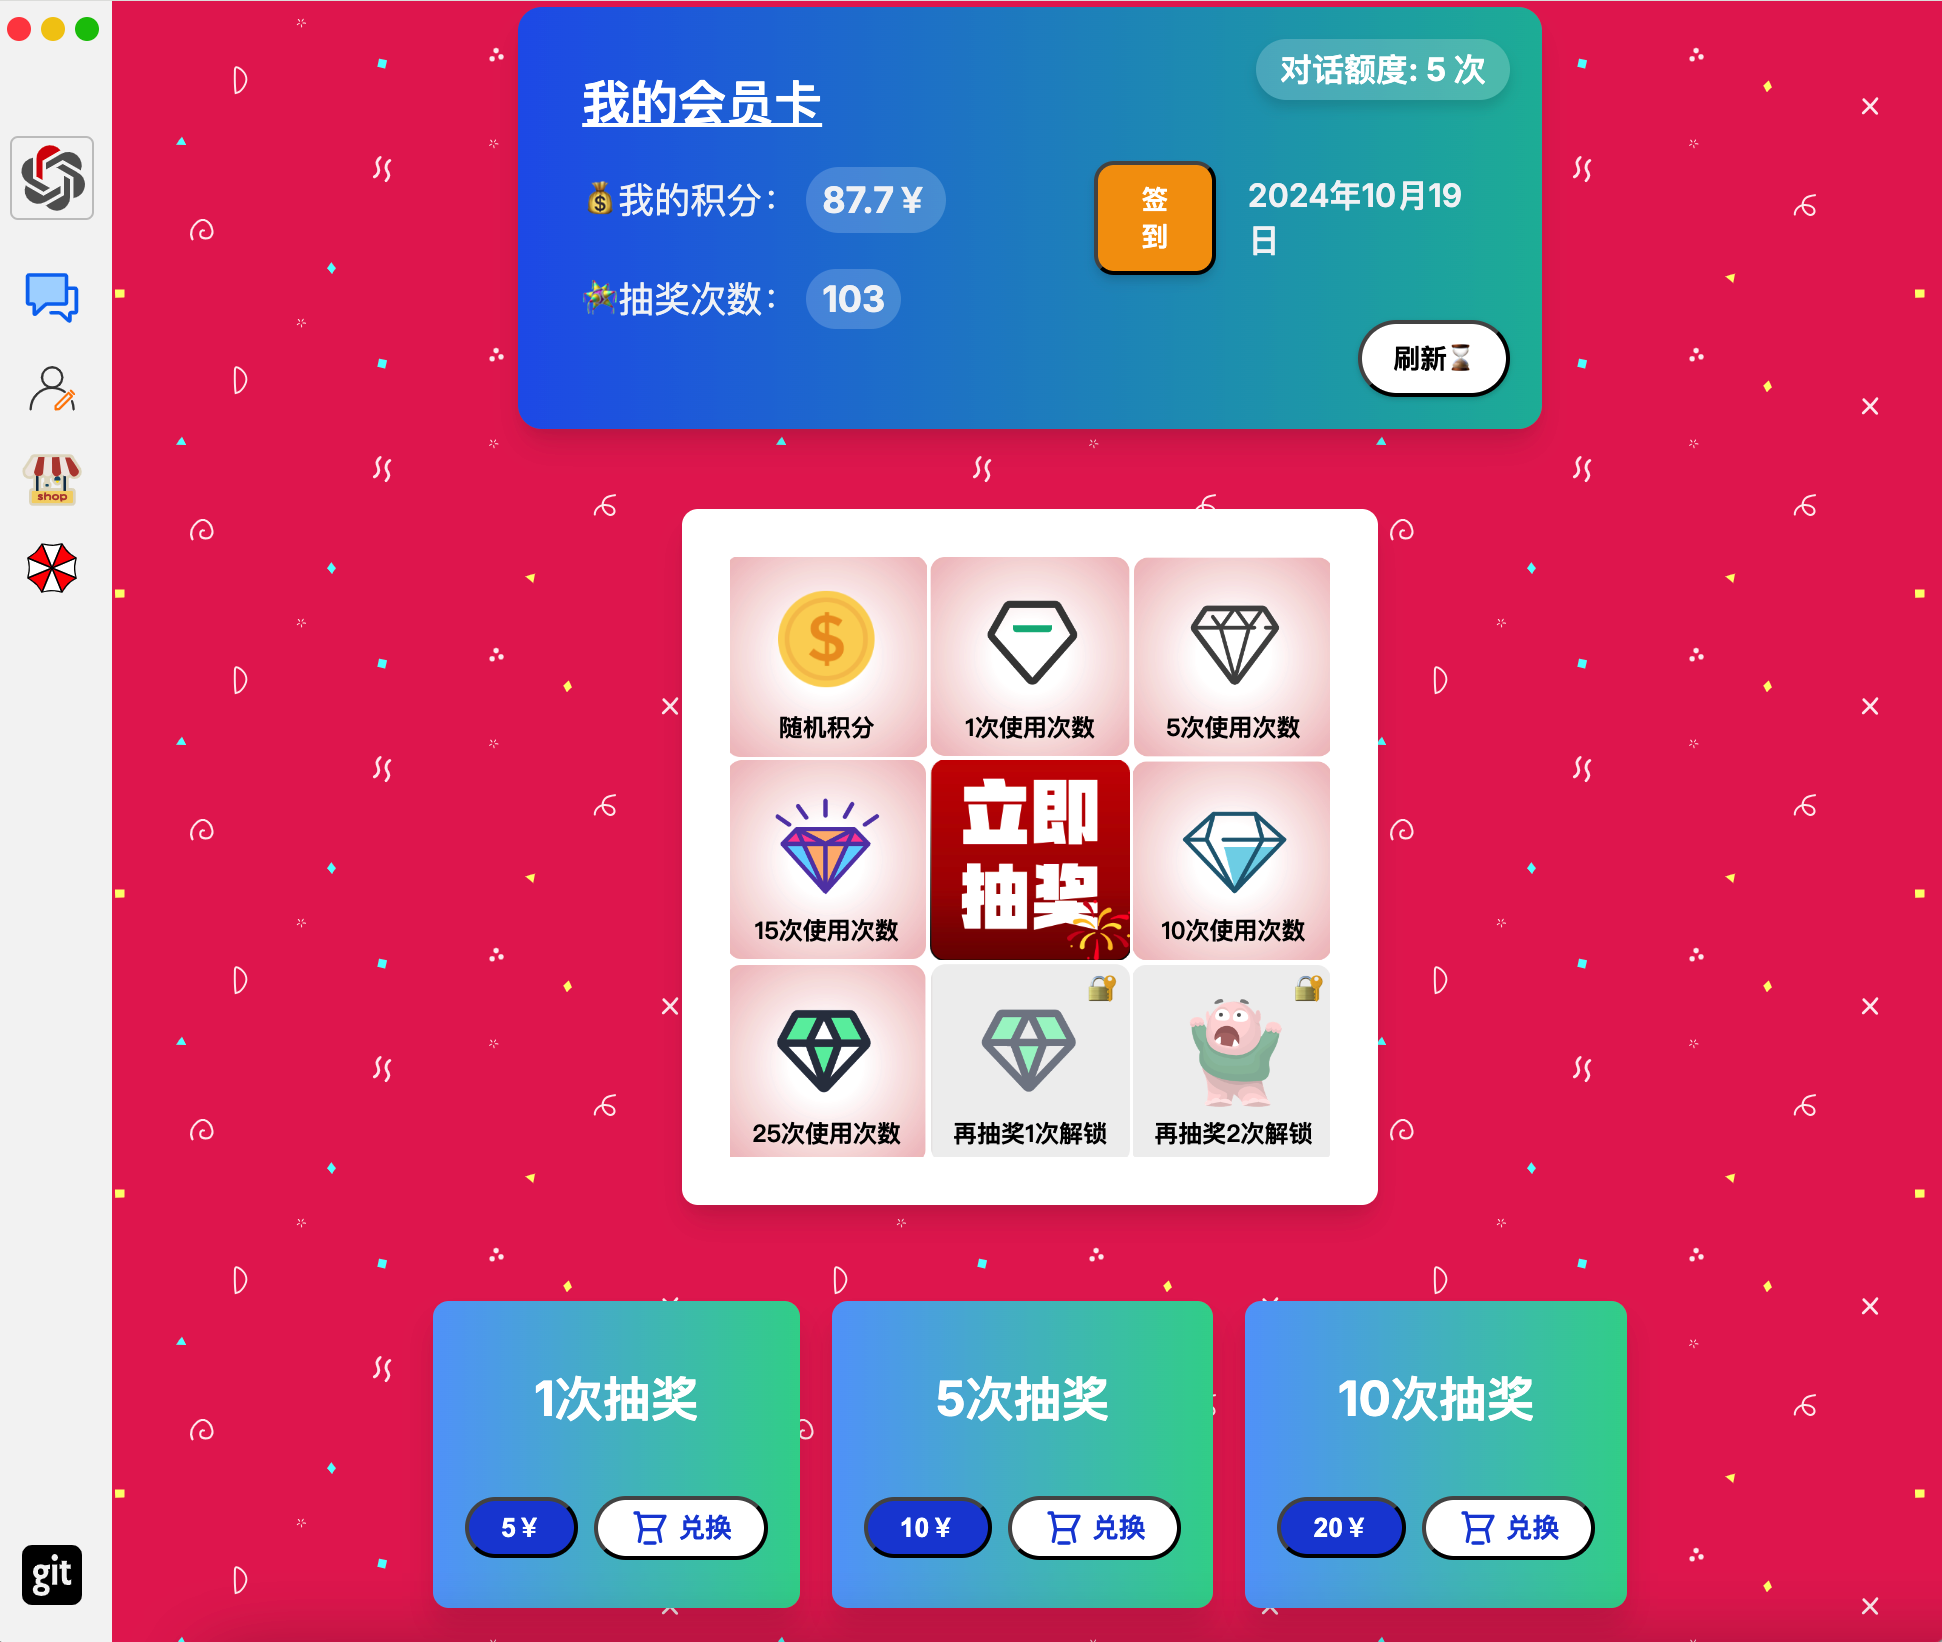 对话额度: 5 次
我的会员卡
我的积分： 87.7 ¥
签
到
2024年10月19
日
抽奖次数： 103
刷新
shop
随机积分
1次使用次数
5次使用次数
立即
抽奖
15次使用次数
10次使用次数
25次使用次数
再抽奖1次解锁
再抽奖2次解锁
1次抽奖
5 ¥
兑换
5次抽奖
10 ¥
兑换
10次抽奖
20 ¥
兑换
git